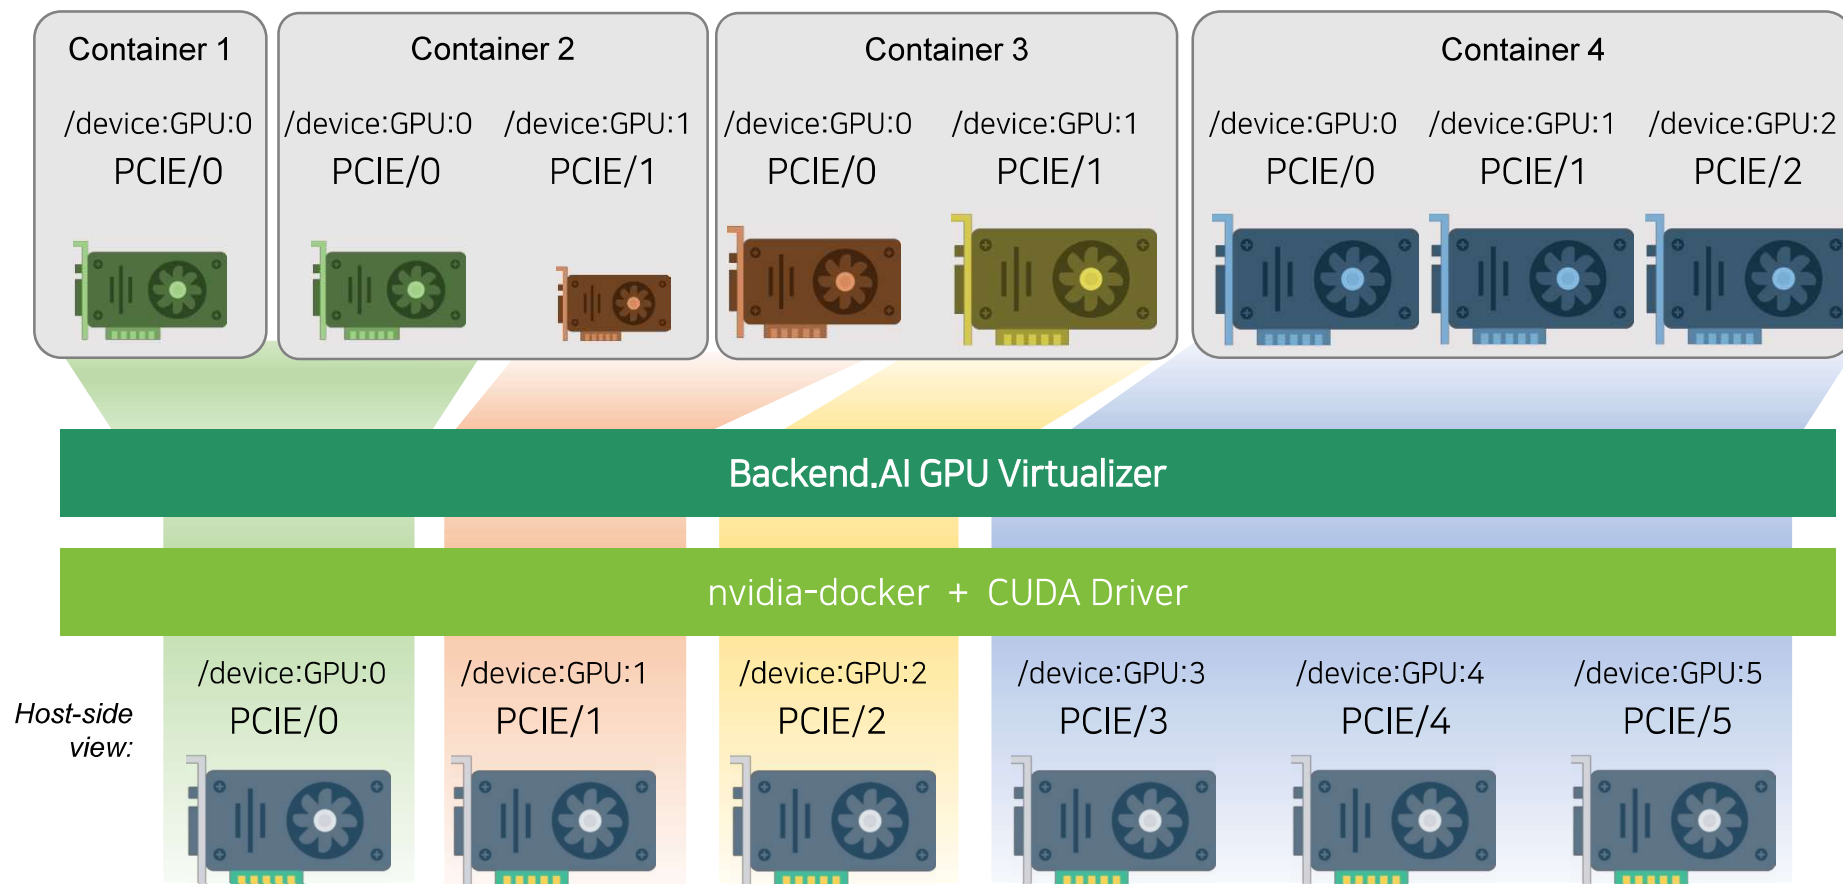 Container 1
/device:GPU:0
PCIE/0
Container 2
/device:GPU:0 /device:GPU:1
PCIE/0 PCIE/1
Container 3
/device:GPU:0 /device:GPU:1
PCIE/0 PCIE/1
Container 4
/device:GPU:0 /device:GPU:1 /device:GPU:2
PCIE/0 PCIE/1 PCIE/2
Backend.AI GPU Virtualizer
nvidia-docker + CUDA Driver
Host-side
view:
/device:GPU:0 /device:GPU:1 /device:GPU:2 /device:GPU:3 /device:GPU:4 /device:GPU:5
PCIE/0 PCIE/1 PCIE/2 PCIE/3 PCIE/4 PCIE/5